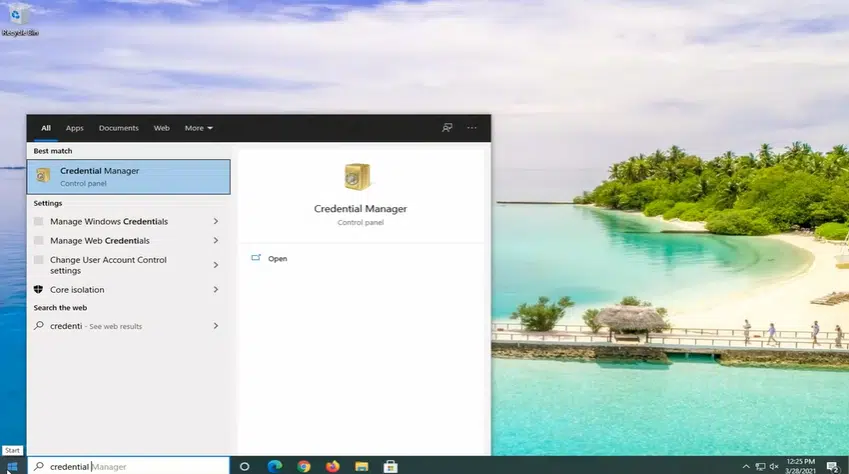 Recycle Bin
All Apps Documents Web More
Best match
Credential Manager
Control panel
Settings
Manage Windows Credentials
Manage Web Credentials
Change User Account Control
settings
Core isolation
Search the web
credenti - See web results
Credential Manager
Control panel
Open
Start
credential Manager
12:25 PM
3/28/2021
2